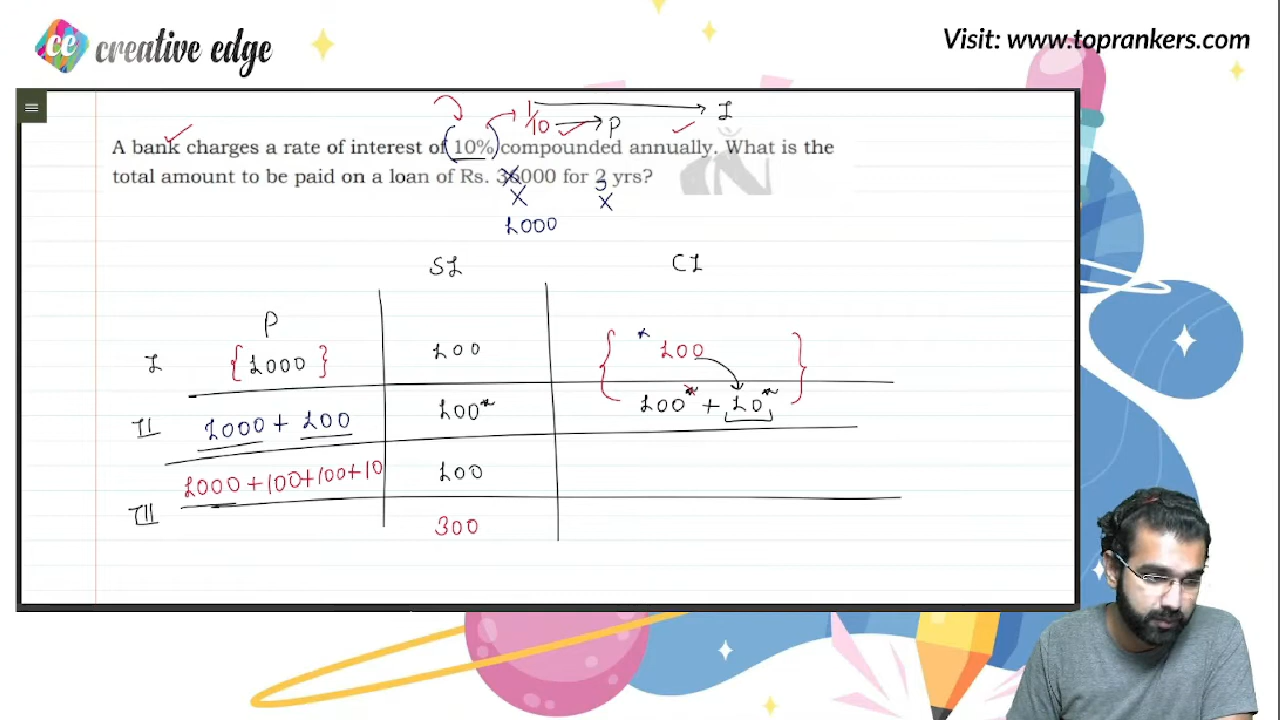 ce creative edge
Visit: www.toprankers.com
1/10 → P
I
A bank charges a rate of interest of (10%) compounded annually. What is the
total amount to be paid on a loan of Rs. 36000 for 3 yrs?
x x
1000
SI CI
P
I {1000} 100 100
II 1000 + 100 100 100 + 10
III 1000 + 100 + 100 + 10 100
300